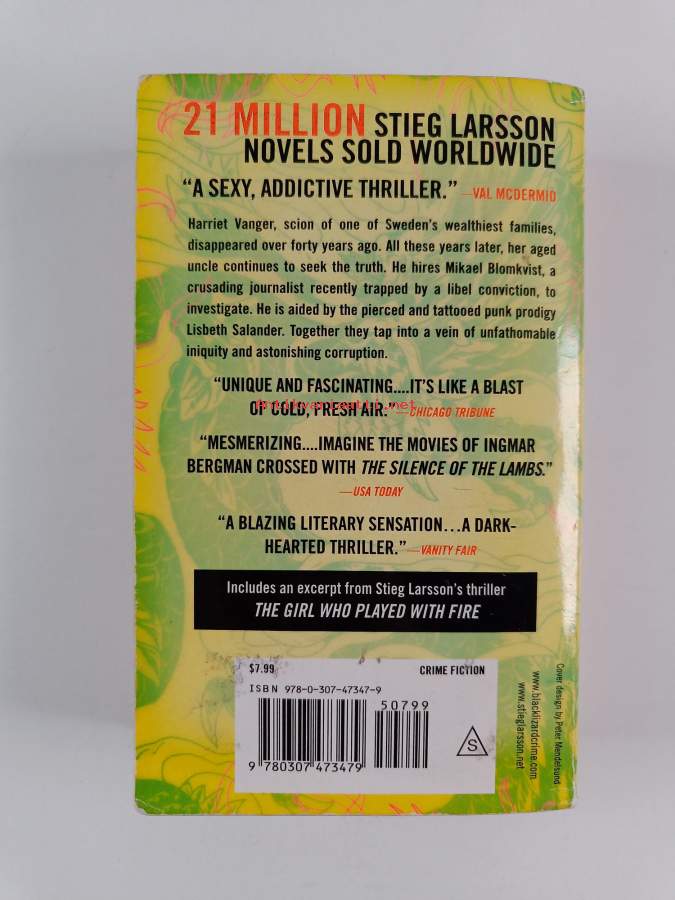 21 MILLION STIEG LARSSON
NOVELS SOLD WORLDWIDE
“A SEXY, ADDICTIVE THRILLER.” —VAL MCDERMID
Harriet Vanger, scion of one of Sweden's wealthiest families,
disappeared over forty years ago. All these years later, her aged
uncle continues to seek the truth. He hires Mikael Blomkvist, a
crusading journalist recently trapped by a libel conviction, to
investigate. He is aided by the pierced and tattooed punk prodigy
Lisbeth Salander. Together they tap into a vein of unfathomable
iniquity and astonishing corruption.
“UNIQUE AND FASCINATING....IT'S LIKE A BLAST
OF COLD, FRESH AIR.” —CHICAGO TRIBUNE
Antikvariaatti.net
“MESMERIZING....IMAGINE THE MOVIES OF INGMAR
BERGMAN CROSSED WITH THE SILENCE OF THE LAMBS.”
—USA TODAY
“A BLAZING LITERARY SENSATION...A DARK-
HEARTED THRILLER.” —VANITY FAIR
Includes an excerpt from Stieg Larsson's thriller
THE GIRL WHO PLAYED WITH FIRE
$7.99 CRIME FICTION
ISBN 978-0-307-47347-9
50799
9 780307 473479
S
Cover design by Peter Mendelsund
www.blacklizardcrime.com
www.stieglarsson.net